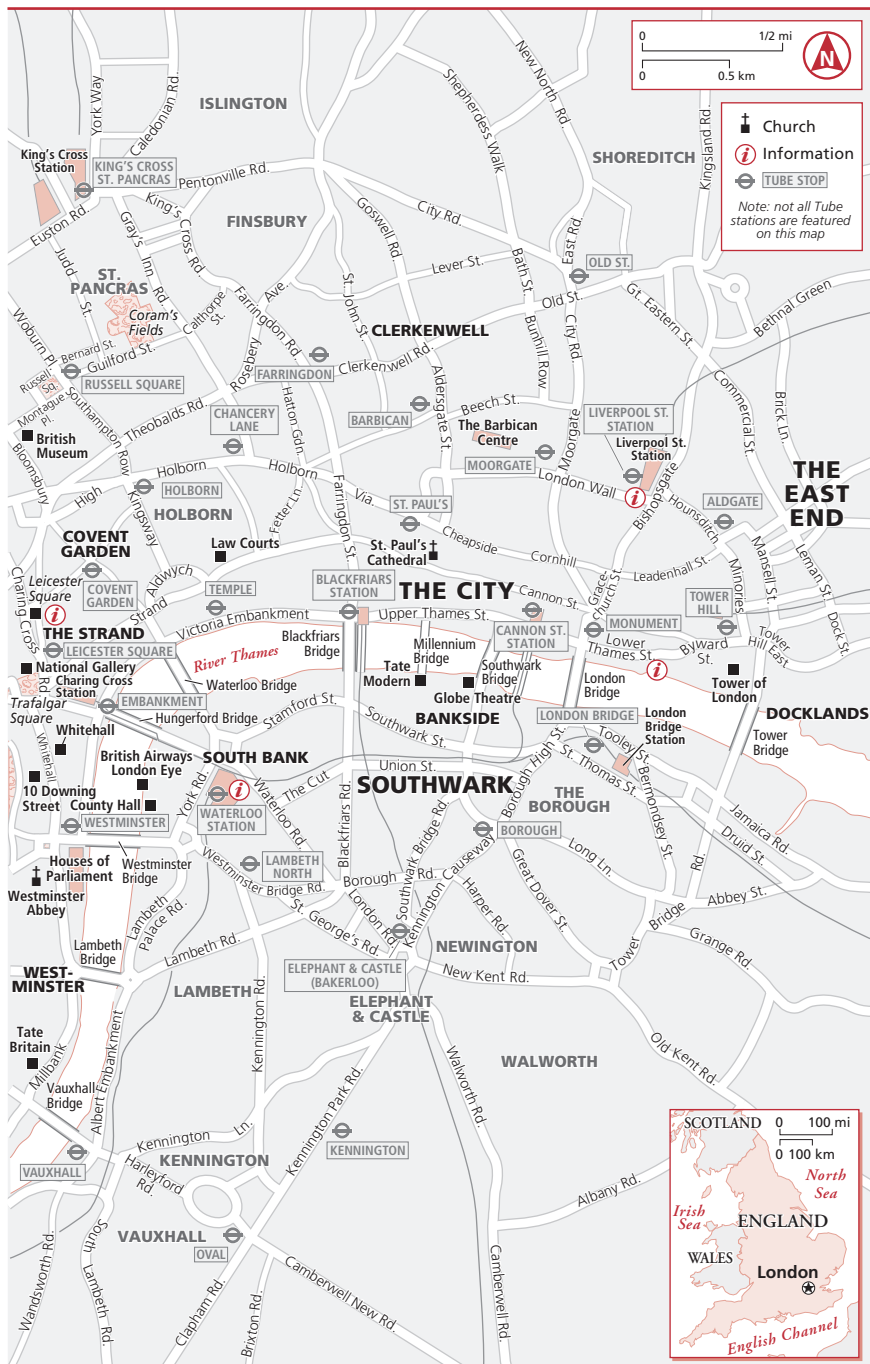 0 1/2 mi
0 0.5 km
N
Church
Information
TUBE STOP
Note: not all Tube
stations are featured
on this map
York Way
Caledonian Rd.
ISLINGTON
Shepherdess Walk
New North Rd.
SHOREDITCH
Kingsland Rd.
King's Cross
Station
KING'S CROSS
ST. PANCRAS
Pentonville Rd.
Euston Rd.
King's Cross Rd.
Gray's Inn Rd.
Judd St.
FINSBURY
Goswell Rd.
City Rd.
East Rd.
OLD ST.
ST.
PANCRAS
Coram's
Fields
Calthorpe
St.
Farringdon Rd.
Rosebery Ave.
St. John St.
Lever St.
Bath St.
Old St.
City Rd.
Gt. Eastern St.
Bethnal Green
Woburn Pl.
Bernard St.
Guilford St.
Russell
Sq.
RUSSELL SQUARE
Montague
Pl.
Southampton Row
CLERKENWELL
FARRINGDON
Clerkenwell Rd.
Bunhill Row
Aldersgate St.
Commercial St.
Brick Ln.
Theobalds Rd.
CHANCERY
LANE
Hatton Gdn.
BARBICAN
Beech St.
The Barbican
Centre
Moorgate
LIVERPOOL ST.
STATION
Liverpool St.
Station
British
Museum
Bloomsbury
High
Holborn
HOLBORN
Holborn
Via.
MOORGATE
London Wall
Bishopsgate
Houndsditch
ALDGATE
THE
EAST
END
Kingsway
HOLBORN
Fetter Ln.
Farringdon St.
ST. PAUL'S
Cheapside
Cornhill
Leadenhall St.
Minories
Mansell St.
Leman St.
Dock St.
COVENT
GARDEN
Law Courts
St. Paul's
Cathedral
Leicester
Square
COVENT
GARDEN
Aldwych
Strand
TEMPLE
BLACKFRIARS
STATION
THE CITY
Cannon St.
Grace-
Church St.
TOWER
HILL
Charing Cross Rd.
THE STRAND
Victoria Embankment
Upper Thames St.
CANNON ST.
STATION
MONUMENT
Lower
Thames St.
Byward
St.
Tower
Hill East
LEICESTER SQUARE
National Gallery
Charing Cross
Station
River Thames
Blackfriars
Bridge
Millennium
Bridge
Tate
Modern
Southwark
Bridge
Globe Theatre
London
Bridge
Tower of
London
Waterloo Bridge
Trafalgar
Square
EMBANKMENT
Hungerford Bridge
Stamford St.
Southwark St.
BANKSIDE
LONDON BRIDGE
London
Bridge
Station
DOCKLANDS
Tower
Bridge
Whitehall
Whitehall
British Airways
London Eye
SOUTH BANK
Union St.
Tooley St.
St. Thomas St.
10 Downing
Street
County Hall
York Rd.
WATERLOO
STATION
Waterloo Rd.
The Cut
SOUTHWARK
Borough High St.
THE
BOROUGH
Bermondsey St.
Jamaica Rd.
Druid St.
WESTMINSTER
Houses of
Parliament
Westminster
Bridge
Westminster
Abbey
LAMBETH
NORTH
Westminster Bridge Rd.
Blackfriars Rd.
Borough Rd.
Southwark Bridge Rd.
BOROUGH
Kennington Causeway
Great Dover St.
Long Ln.
Abbey St.
Lambeth
Palace Rd.
Lambeth
Bridge
Lambeth Rd.
St. George's Rd.
London Rd.
Harper Rd.
NEWINGTON
Tower Bridge Rd.
Grange Rd.
WEST-
MINSTER
LAMBETH
Kennington Rd.
ELEPHANT & CASTLE
(BAKERLOO)
ELEPHANT
& CASTLE
New Kent Rd.
Tate
Britain
Millbank
Vauxhall
Bridge
Albert Embankment
Walworth Rd.
WALWORTH
Old Kent Rd.
Kennington Ln.
Kennington Park Rd.
KENNINGTON
VAUXHALL
Harleyford
Rd.
KENNINGTON
Albany Rd.
VAUXHALL
OVAL
Wandsworth Rd.
South Lambeth Rd.
Clapham Rd.
Brixton Rd.
Camberwell New Rd.
Camberwell Rd.
SCOTLAND
0 100 mi
0 100 km
North
Sea
Irish
Sea
ENGLAND
WALES
London
English Channel